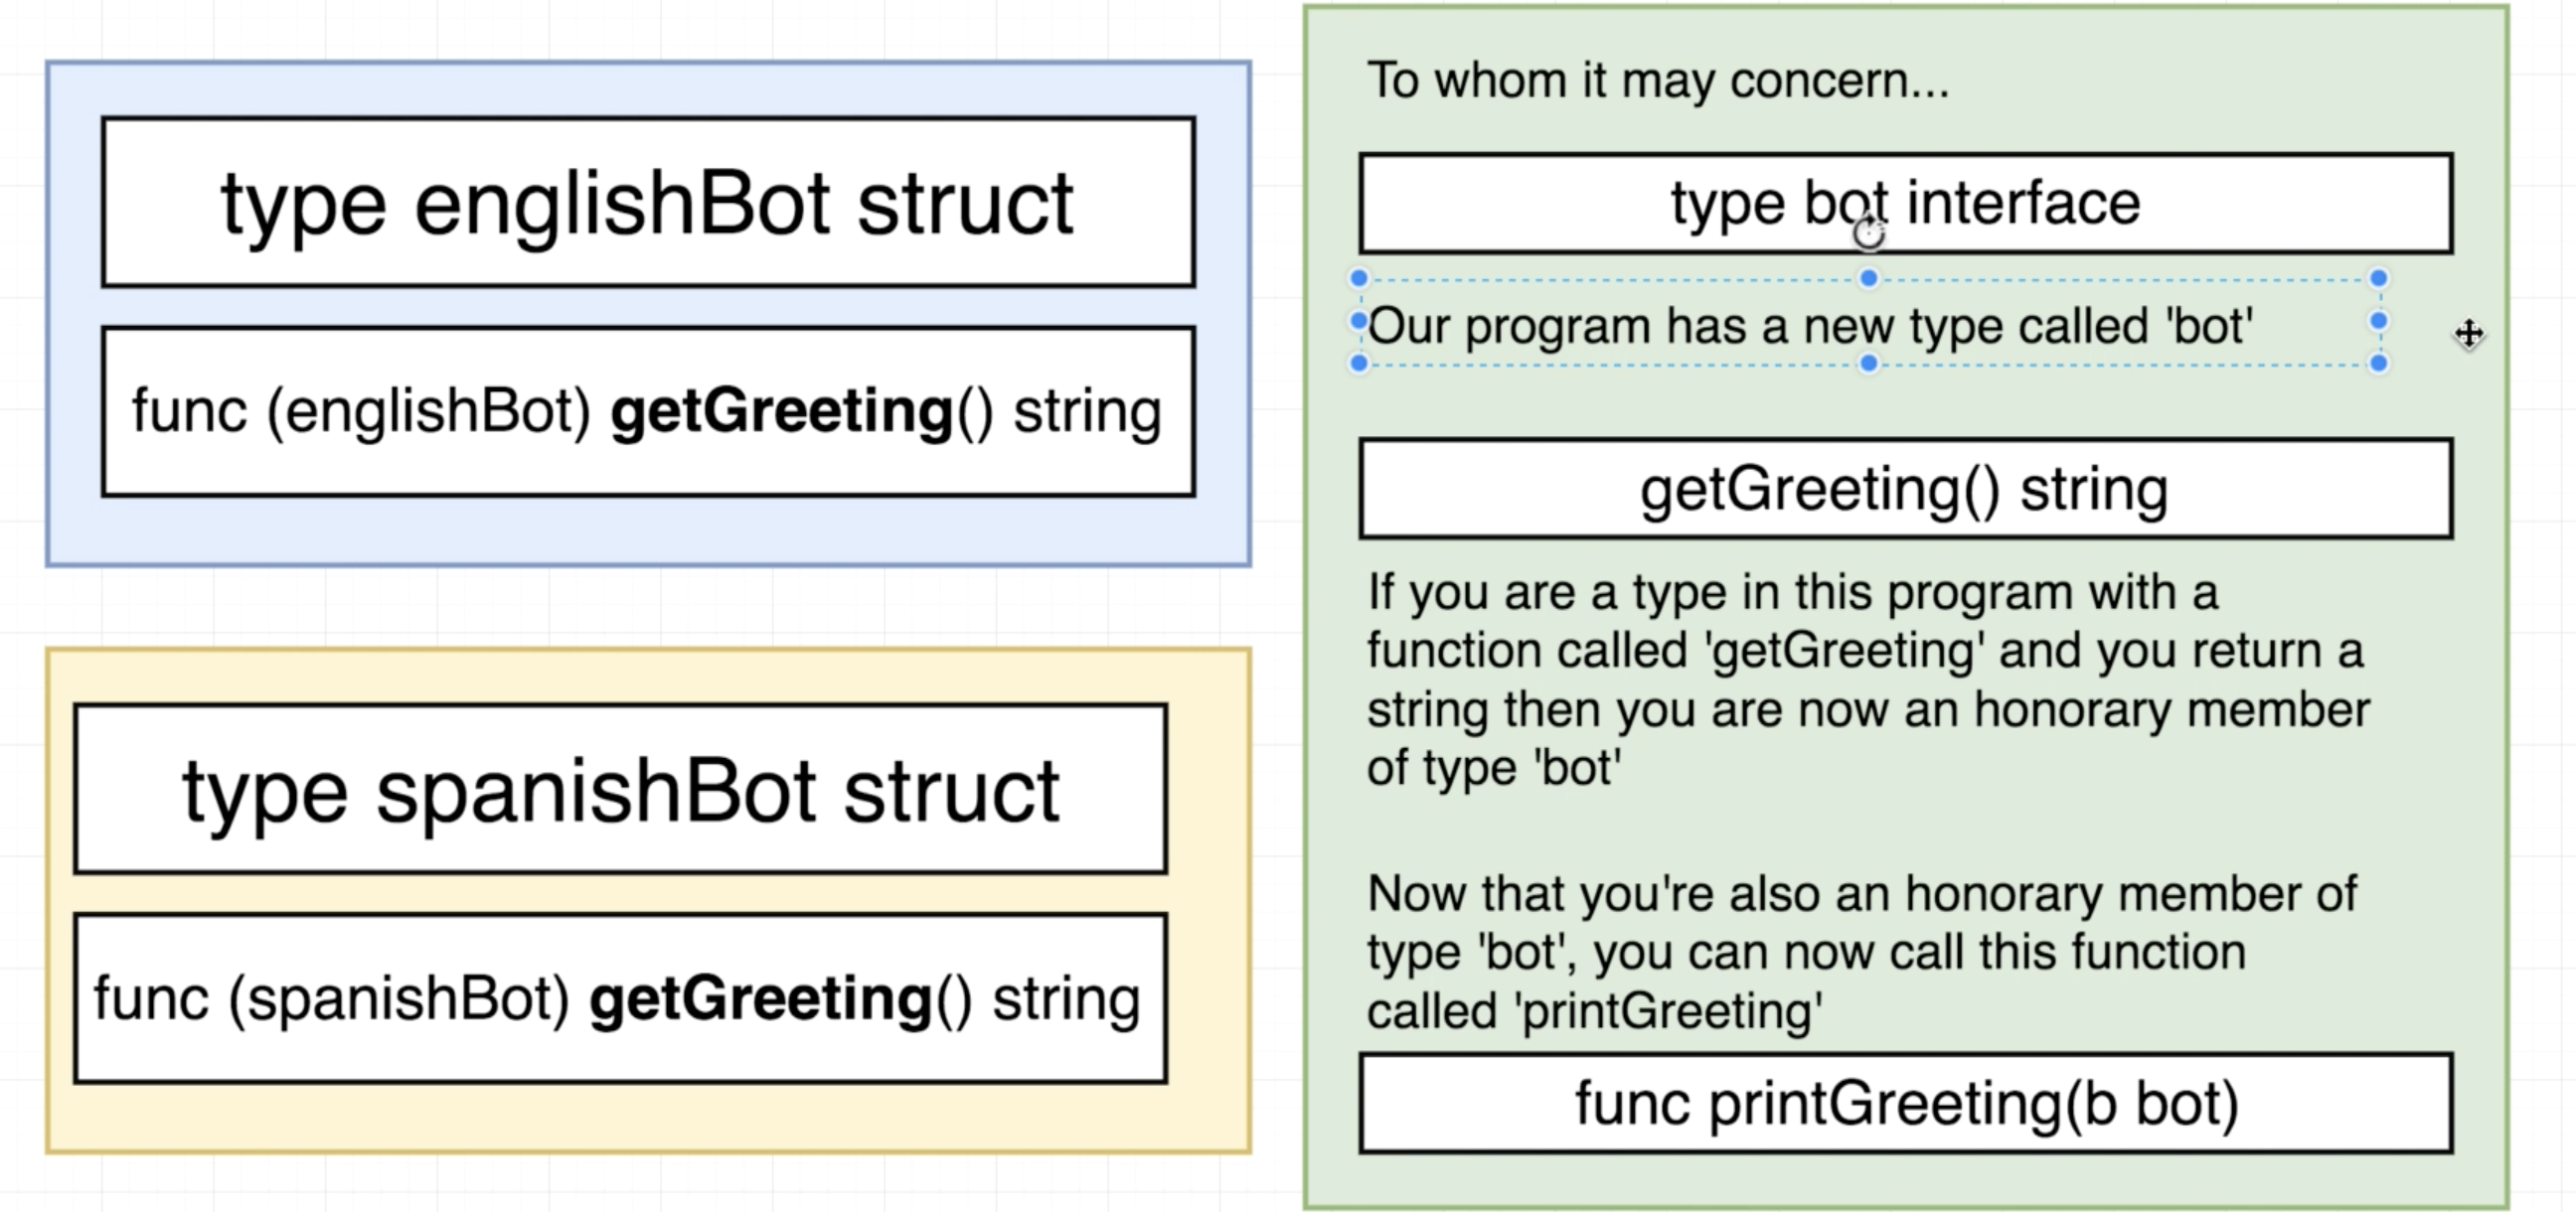 type englishBot struct
func (englishBot) getGreeting() string
type spanishBot struct
func (spanishBot) getGreeting() string
To whom it may concern...
type bot interface
Our program has a new type called 'bot'
getGreeting() string
If you are a type in this program with a
function called 'getGreeting' and you return a
string then you are now an honorary member
of type 'bot'
Now that you're also an honorary member of
type 'bot', you can now call this function
called 'printGreeting'
func printGreeting(b bot)